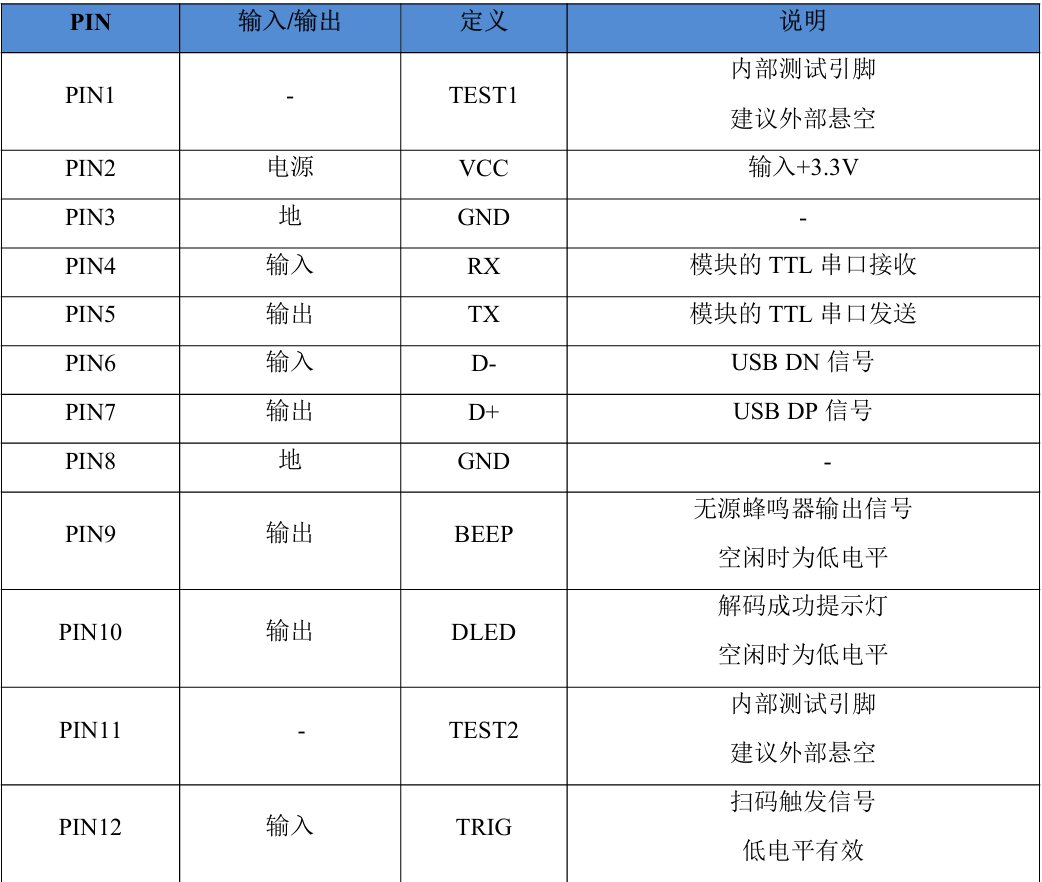 PIN 输入/输出 定义 说明
PIN1 - TEST1 内部测试引脚
建议外部悬空
PIN2 电源 VCC 输入+3.3V
PIN3 地 GND -
PIN4 输入 RX 模块的 TTL 串口接收
PIN5 输出 TX 模块的 TTL 串口发送
PIN6 输入 D- USB DN 信号
PIN7 输出 D+ USB DP 信号
PIN8 地 GND -
PIN9 输出 BEEP 无源蜂鸣器输出信号
空闲时为低电平
PIN10 输出 DLED 解码成功提示灯
空闲时为低电平
PIN11 - TEST2 内部测试引脚
建议外部悬空
PIN12 输入 TRIG 扫码触发信号
低电平有效